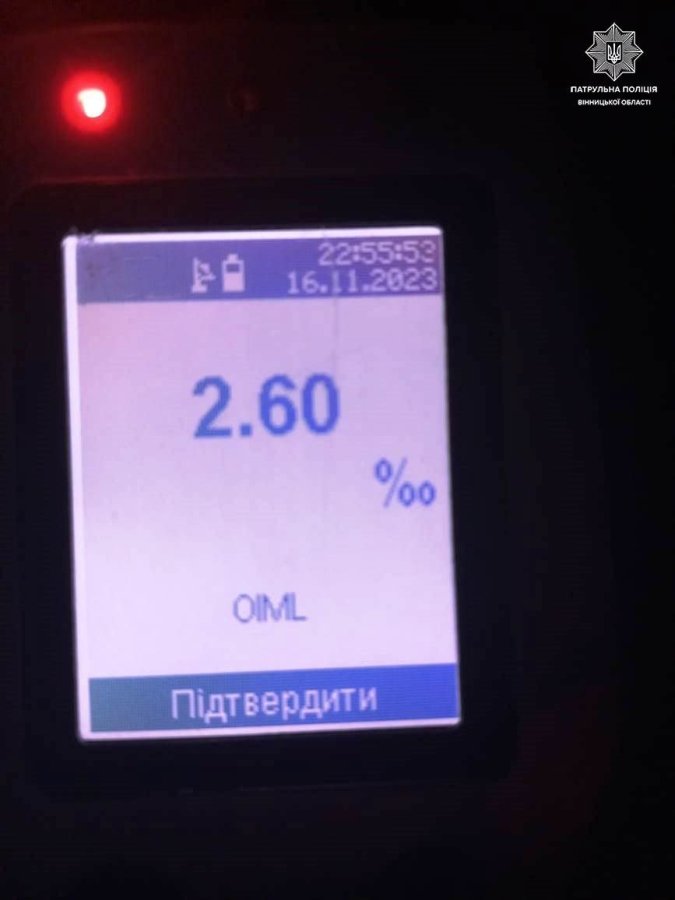 ПАТРУЛЬНА ПОЛІЦІЯ
ВІННИЦЬКОЇ ОБЛАСТІ
22:55:53
16.11.2023
2.60
‰
OIML
Підтвердити